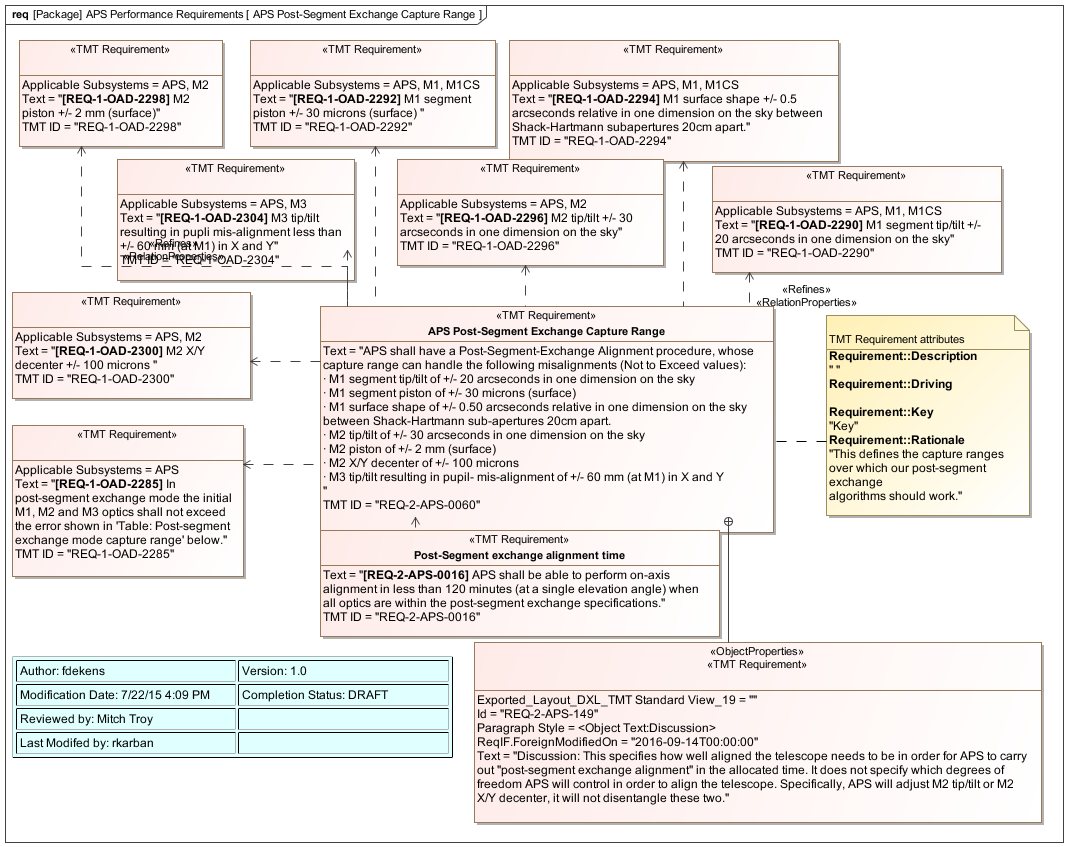 req [Package] APS Performance Requirements [ APS Post-Segment Exchange Capture Range ]
«TMT Requirement»
Applicable Subsystems = APS, M2
Text = "[REQ-1-OAD-2298] M2
piston +/- 2 mm (surface) "
TMT ID = "REQ-1-OAD-2298"
«TMT Requirement»
Applicable Subsystems = APS, M1, M1CS
Text = "[REQ-1-OAD-2292] M1 segment
piston +/- 30 microns (surface) "
TMT ID = "REQ-1-OAD-2292"
«TMT Requirement»
Applicable Subsystems = APS, M1, M1CS
Text = "[REQ-1-OAD-2294] M1 surface shape +/- 0.5
arcseconds relative in one dimension on the sky between
Shack-Hartmann subapertures 20cm apart."
TMT ID = "REQ-1-OAD-2294"
«TMT Requirement»
Applicable Subsystems = APS, M3
Text = "[REQ-1-OAD-2304] M3 tip/tilt
resulting in pupli mis-alignment less than
+/- 60 mm (at M1) in X and Y"
TMT ID = "REQ-1-OAD-2304"
«Refines»
«RelationProperties»
«TMT Requirement»
Applicable Subsystems = APS, M2
Text = "[REQ-1-OAD-2296] M2 tip/tilt +/- 30
arcseconds in one dimension on the sky"
TMT ID = "REQ-1-OAD-2296"
«TMT Requirement»
Applicable Subsystems = APS, M1, M1CS
Text = "[REQ-1-OAD-2290] M1 segment tip/tilt +/-
20 arcseconds in one dimension on the sky"
TMT ID = "REQ-1-OAD-2290"
«Refines»
«RelationProperties»
«TMT Requirement»
Applicable Subsystems = APS, M2
Text = "[REQ-1-OAD-2300] M2 X/Y
decenter +/- 100 microns "
TMT ID = "REQ-1-OAD-2300"
«TMT Requirement»
APS Post-Segment Exchange Capture Range
Text = "APS shall have a Post-Segment-Exchange Alignment procedure, whose
capture range can handle the following misalignments (Not to Exceed values):
· M1 segment tip/tilt of +/- 20 arcseconds in one dimension on the sky
· M1 segment piston of +/- 30 microns (surface)
· M1 surface shape of +/- 0.50 arcseconds relative in one dimension on the sky
between Shack-Hartmann sub-apertures 20cm apart.
· M2 tip/tilt of +/- 30 arcseconds in one dimension on the sky
· M2 piston of +/- 2 mm (surface)
· M2 X/Y decenter of +/- 100 microns
· M3 tip/tilt resulting in pupil- mis-alignment of +/- 60 mm (at M1) in X and Y
"
TMT ID = "REQ-2-APS-0060"
TMT Requirement attributes
Requirement::Description
" "
Requirement::Driving
Requirement::Key
"Key"
Requirement::Rationale
"This defines the capture ranges
over which our post-segment
exchange
algorithms should work."
«TMT Requirement»
Applicable Subsystems = APS
Text = "[REQ-1-OAD-2285] In
post-segment exchange mode the initial
M1, M2 and M3 optics shall not exceed
the error shown in 'Table: Post-segment
exchange mode capture range' below."
TMT ID = "REQ-1-OAD-2285"
«TMT Requirement»
Post-Segment exchange alignment time
Text = "[REQ-2-APS-0016] APS shall be able to perform on-axis
alignment in less than 120 minutes (at a single elevation angle) when
all optics are within the post-segment exchange specifications."
TMT ID = "REQ-2-APS-0016"
«ObjectProperties»
«TMT Requirement»
Exported_Layout_DXL_TMT Standard View_19 = ""
Id = "REQ-2-APS-149"
Paragraph Style = <Object Text:Discussion>
ReqIF.ForeignModifiedOn = "2016-09-14T00:00:00"
Text = "Discussion: This specifies how well aligned the telescope needs to be in order for APS to carry
out "post-segment exchange alignment" in the allocated time. It does not specify which degrees of
freedom APS will control in order to align the telescope. Specifically, APS will adjust M2 tip/tilt or M2
X/Y decenter, it will not disentangle these two."
Author: fdekens
Version: 1.0
Modification Date: 7/22/15 4:09 PM
Completion Status: DRAFT
Reviewed by: Mitch Troy
Last Modifed by: rkarban